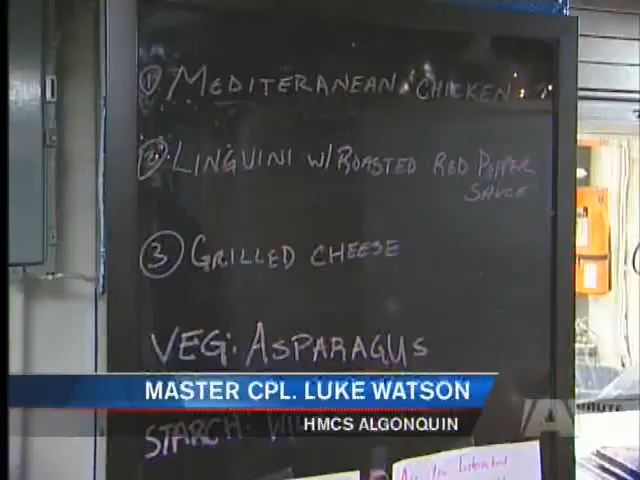 ① MEDITERANEAN CHICKEN
② LINGUINI W/ ROASTED RED PEPPER
SAUCE
③ GRILLED CHEESE
VEG: ASPARAGUS
MASTER CPL. LUKE WATSON
HMCS ALGONQUIN
STARCH: